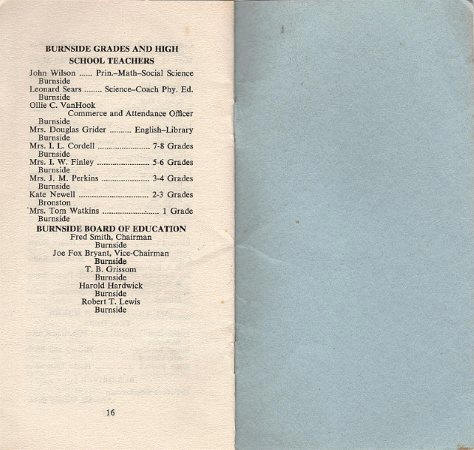 BURNSIDE GRADES AND HIGH
SCHOOL TEACHERS
John Wilson ...... Prin.–Math–Social Science
Burnside
Leonard Sears ........ Science–Coach Phy. Ed.
Burnside
Ollie C. VanHook
Commerce and Attendance Officer
Burnside
Mrs. Douglas Grider .......... English–Library
Burnside
Mrs. I. L. Cordell ........................ 7-8 Grades
Burnside
Mrs. I. W. Finley ........................ 5-6 Grades
Burnside
Mrs. J. M. Perkins ........................ 3-4 Grades
Burnside
Kate Newell ................................ 2-3 Grades
Bronston
Mrs. Tom Watkins ........................ 1 Grade
Burnside
BURNSIDE BOARD OF EDUCATION
Fred Smith, Chairman
Burnside
Joe Fox Bryant, Vice-Chairman
Burnside
T. B. Grissom
Burnside
Harold Hardwick
Burnside
Robert T. Lewis
Burnside
16